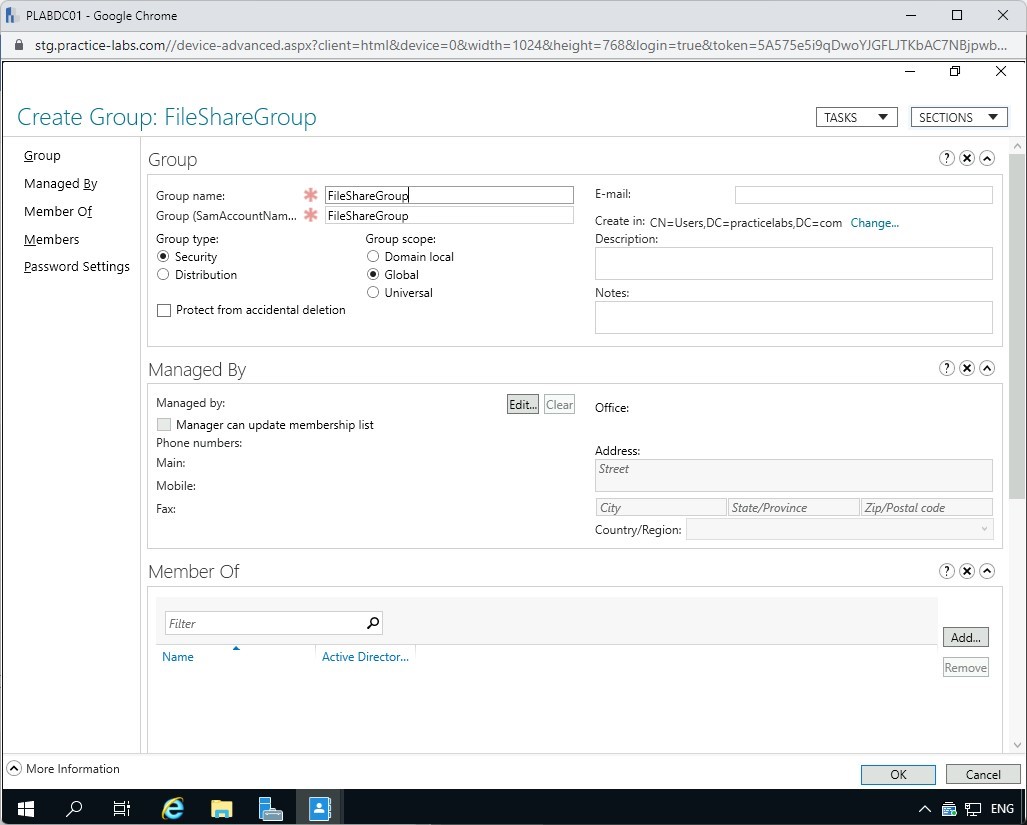 PLABDC01 - Google Chrome
stg.practice-labs.com//device-advanced.aspx?client=html&device=0&width=1024&height=768&login=true&token=5A575e5i9qDwoYJGFLJTKbAC7NBjpwb...
Create Group: FileShareGroup
TASKS
SECTIONS
Group
Managed By
Member Of
Members
Password Settings
Group
?
Group name:
FileShareGroup
Group (SamAccountNam...
FileShareGroup
Group type:
Security
Distribution
Group scope:
Domain local
Global
Universal
Protect from accidental deletion
E-mail:
Create in: CN=Users,DC=practicelabs,DC=com Change...
Description:
Notes:
Managed By
?
Managed by:
Edit...
Clear
Manager can update membership list
Phone numbers:
Main:
Mobile:
Fax:
Office:
Address:
Street
City
State/Province
Zip/Postal code
Country/Region:
Member Of
?
Filter
Name
Active Director...
Add...
Remove
More Information
OK
Cancel
ENG